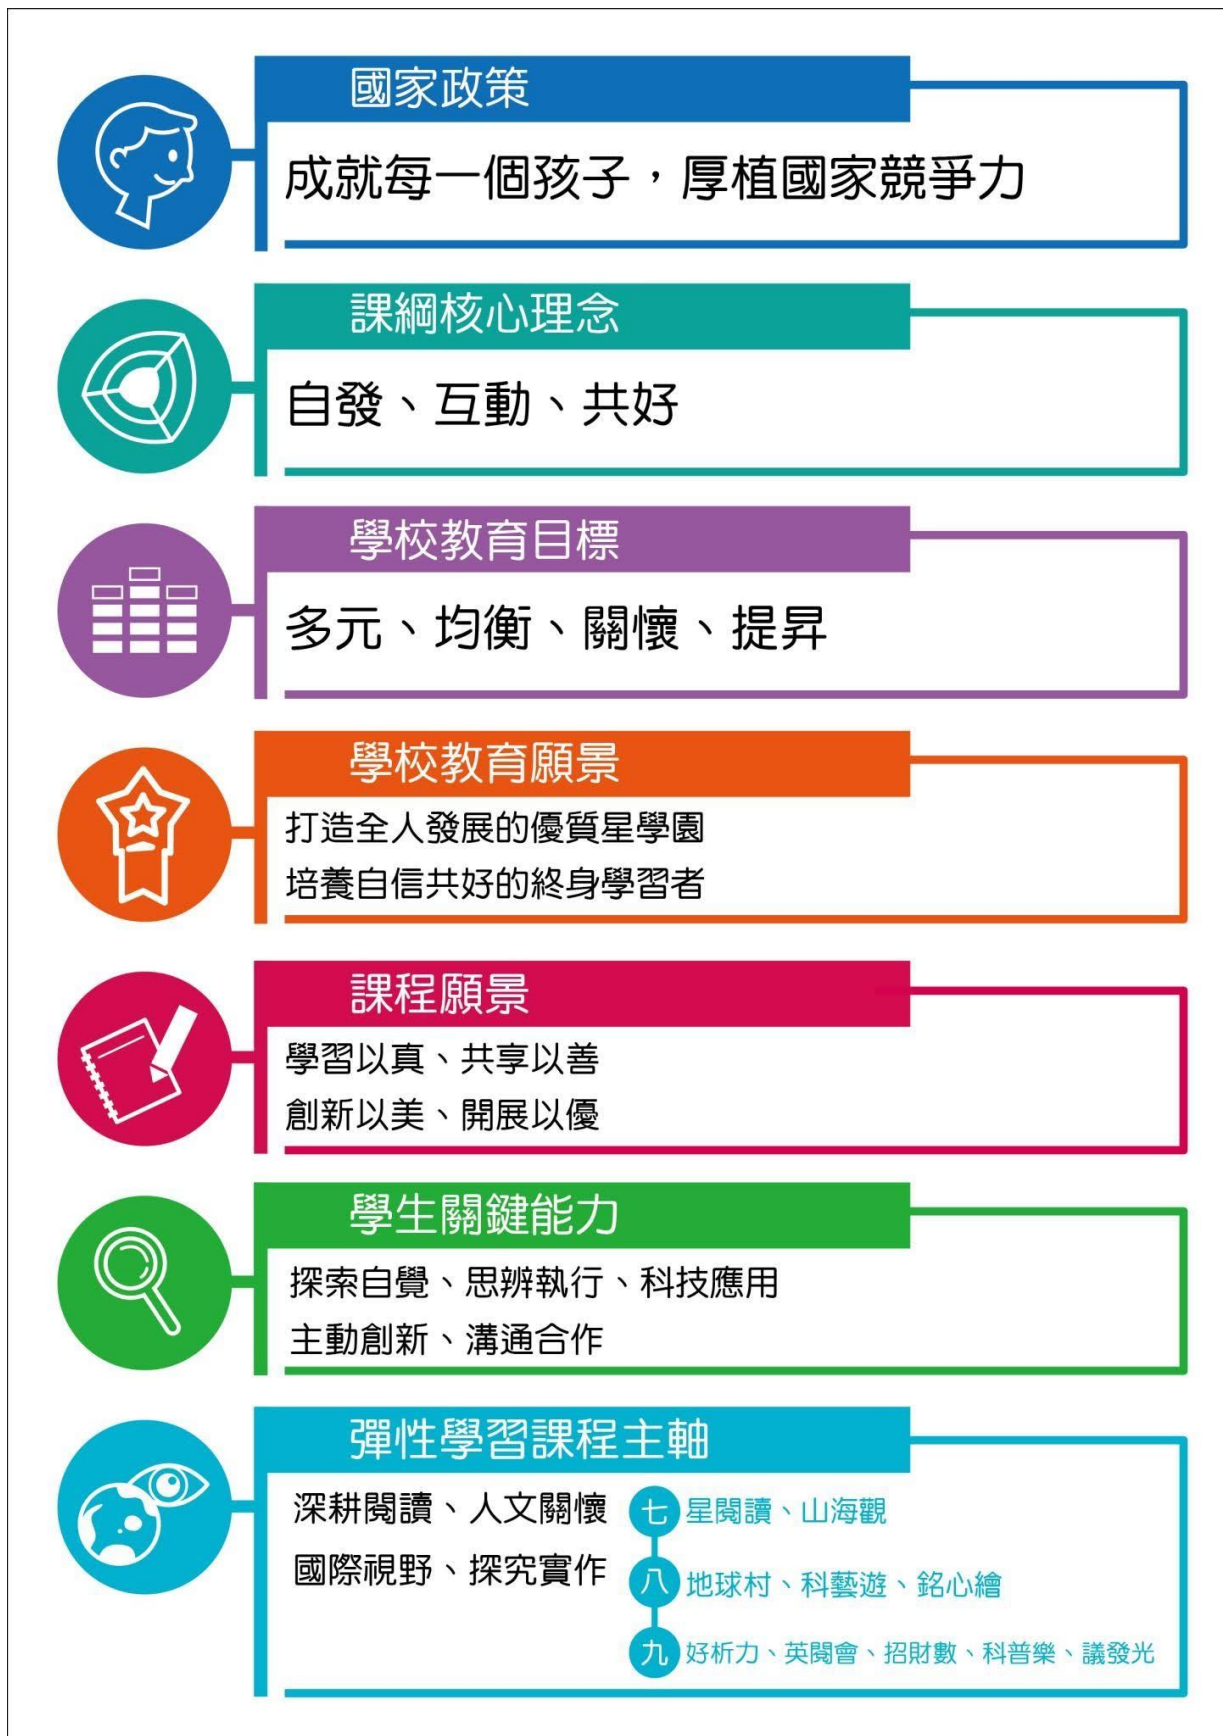 國家政策
成就每一個孩子，厚植國家競爭力
課綱核心理念
自發、互動、共好
學校教育目標
多元、均衡、關懷、提昇
學校教育願景
打造全人發展的優質星學園
培養自信共好的終身學習者
課程願景
學習以真、共享以善
創新以美、開展以優
學生關鍵能力
探索自覺、思辨執行、科技應用
主動創新、溝通合作
彈性學習課程主軸
深耕閱讀、人文關懷
國際視野、探究實作
七 星閱讀、山海觀
八 地球村、科藝遊、銘心繪
九 好析力、英閱會、招財數、科普樂、議發光